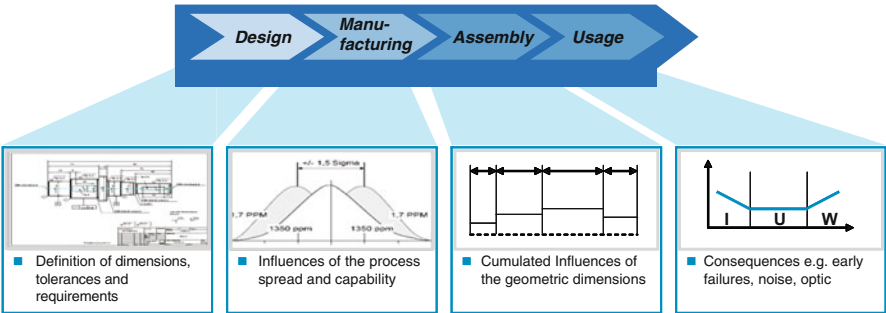 Design
Manu-
facturing
Assembly
Usage
+/- 1,5 Sigma
1,7 PPM
1,7 PPM
1350 ppm
1350 ppm
I
U
W
■ Definition of dimensions,
tolerances and
requirements
■ Influences of the process
spread and capability
■ Cumulated Influences of
the geometric dimensions
■ Consequences e.g. early
failures, noise, optic